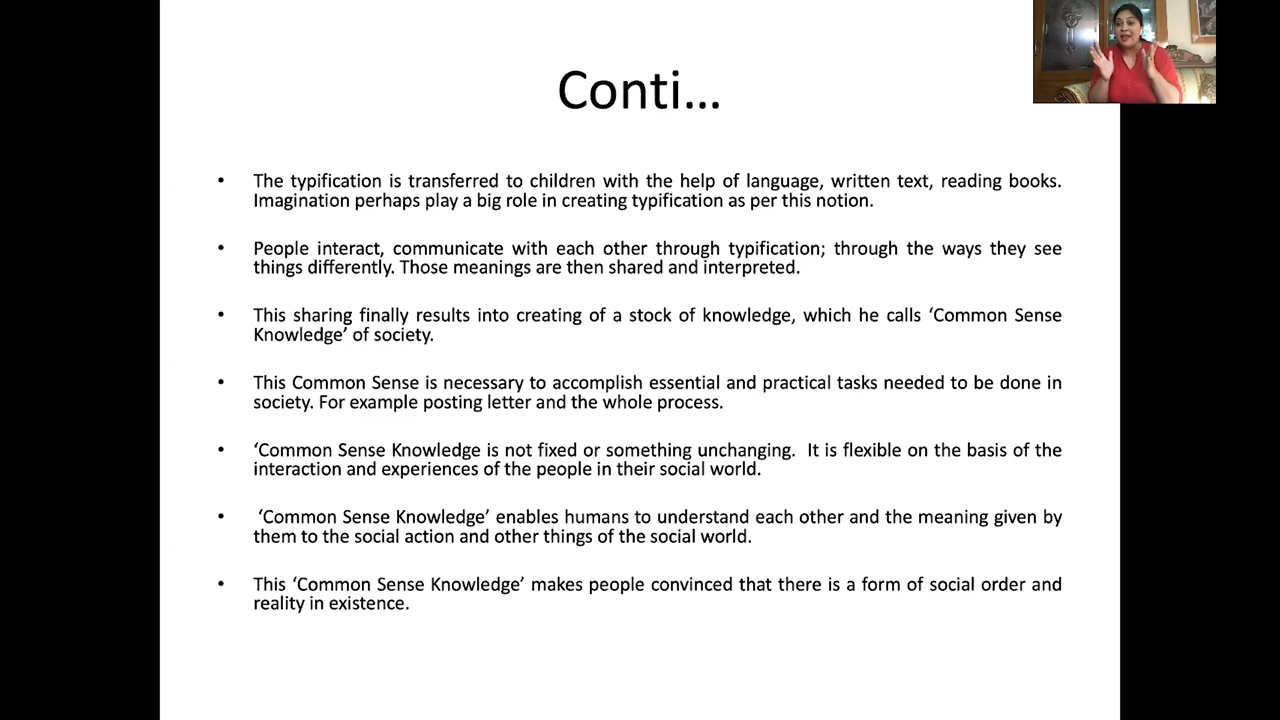 Conti...
• The typification is transferred to children with the help of language, written text, reading books.
Imagination perhaps play a big role in creating typification as per this notion.
• People interact, communicate with each other through typification; through the ways they see
things differently. Those meanings are then shared and interpreted.
• This sharing finally results into creating of a stock of knowledge, which he calls ‘Common Sense
Knowledge’ of society.
• This Common Sense is necessary to accomplish essential and practical tasks needed to be done in
society. For example posting letter and the whole process.
• ‘Common Sense Knowledge is not fixed or something unchanging.  It is flexible on the basis of the
interaction and experiences of the people in their social world.
• ‘Common Sense Knowledge’ enables humans to understand each other and the meaning given by
them to the social action and other things of the social world.
• This ‘Common Sense Knowledge’ makes people convinced that there is a form of social order and
reality in existence.